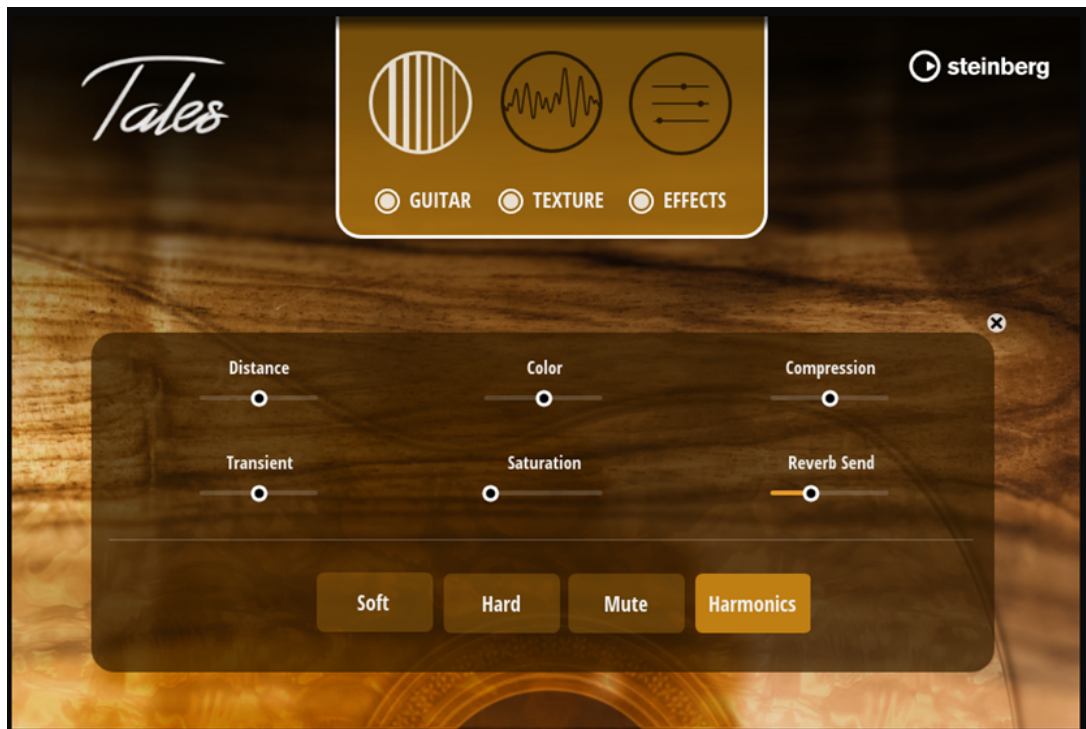 Tales
steinberg
GUITAR TEXTURE EFFECTS
Distance Color Compression
Transient Saturation Reverb Send
Soft Hard Mute Harmonics